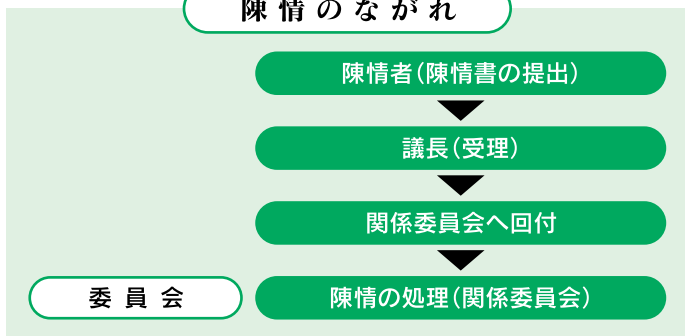 陳情のながれ
陳情者（陳情書の提出）
議長（受理）
関係委員会へ回付
委員会
陳情の処理（関係委員会）